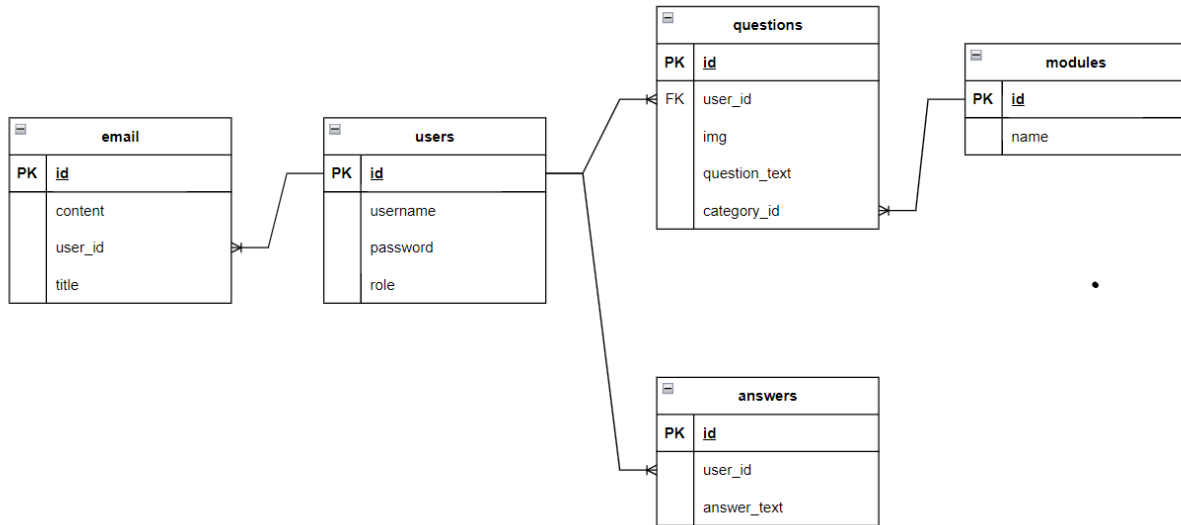 email
PK id
content
user_id
title
users
PK id
username
password
role
questions
PK id
FK user_id
img
question_text
category_id
modules
PK id
name
answers
PK id
user_id
answer_text